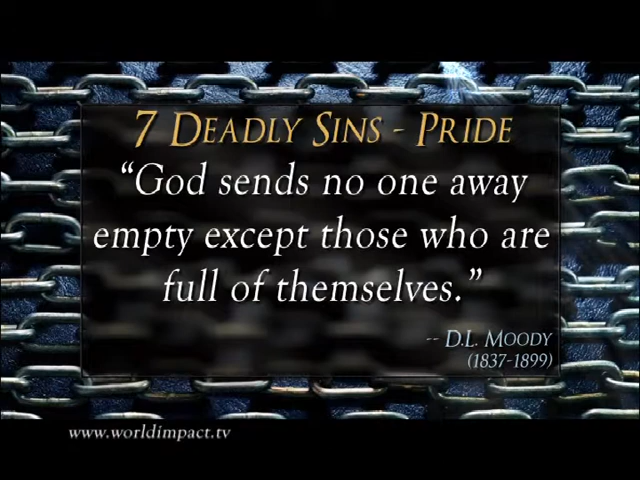 7 Deadly Sins - Pride
“God sends no one away
empty except those who are
full of themselves.”
-- D.L. Moody
(1837-1899)
www.worldimpact.tv